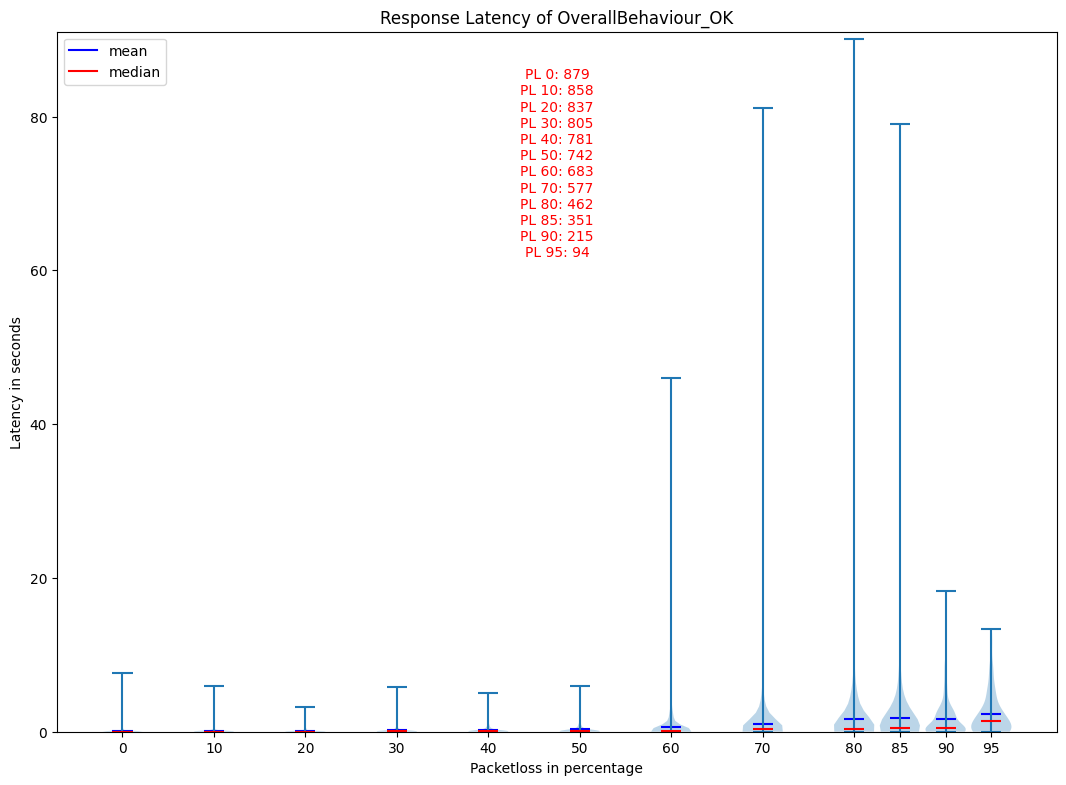 Response Latency of OverallBehaviour_OK
mean
median
PL 0: 879
PL 10: 858
PL 20: 837
PL 30: 805
PL 40: 781
PL 50: 742
PL 60: 683
PL 70: 577
PL 80: 462
PL 85: 351
PL 90: 215
PL 95: 94
Latency in seconds
80
60
40
20
0
0 10 20 30 40 50 60 70 80 85 90 95
Packetloss in percentage